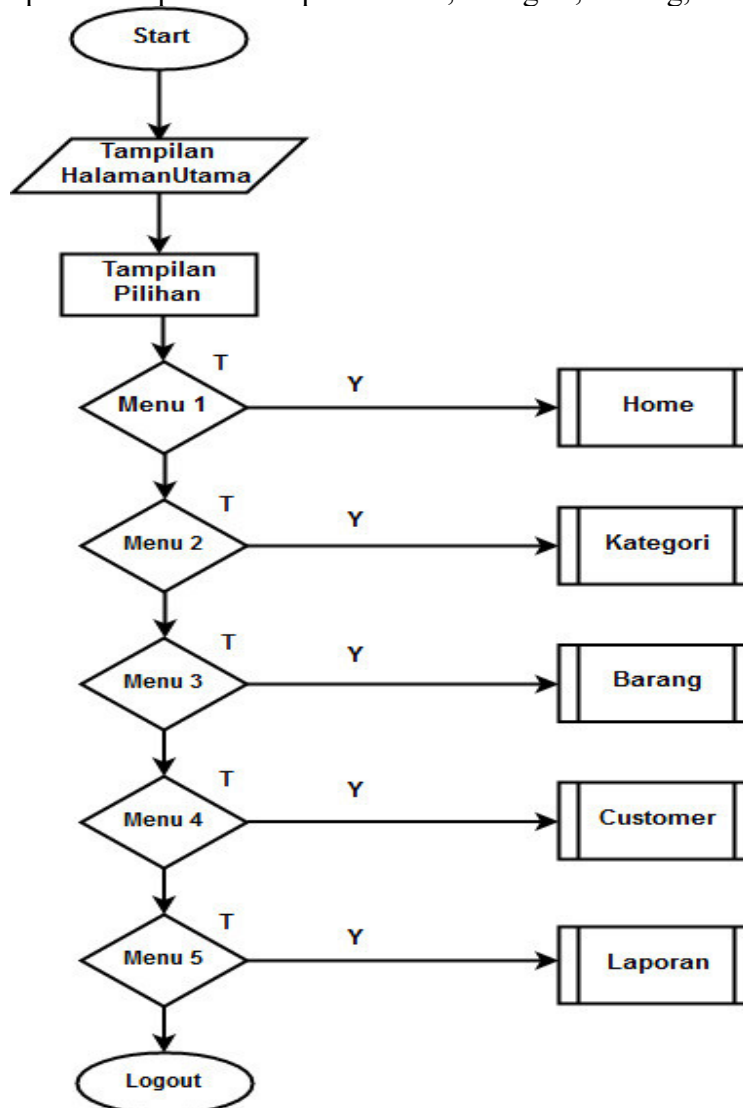 Start
Tampilan
HalamanUtama
Tampilan
Pilihan
T
Y
Menu 1
Home
T
Y
Menu 2
Kategori
T
Y
Menu 3
Barang
T
Y
Menu 4
Customer
T
Y
Menu 5
Laporan
Logout